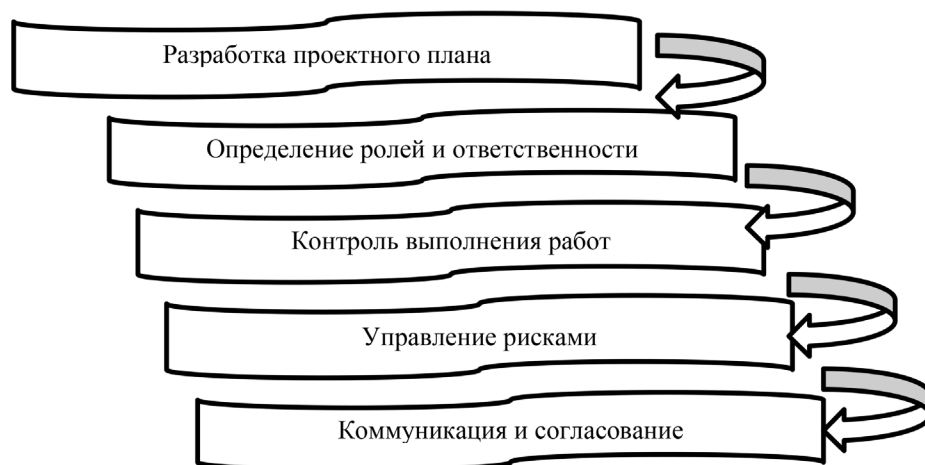 Разработка проектного плана
Определение ролей и ответственности
Контроль выполнения работ
Управление рисками
Коммуникация и согласование